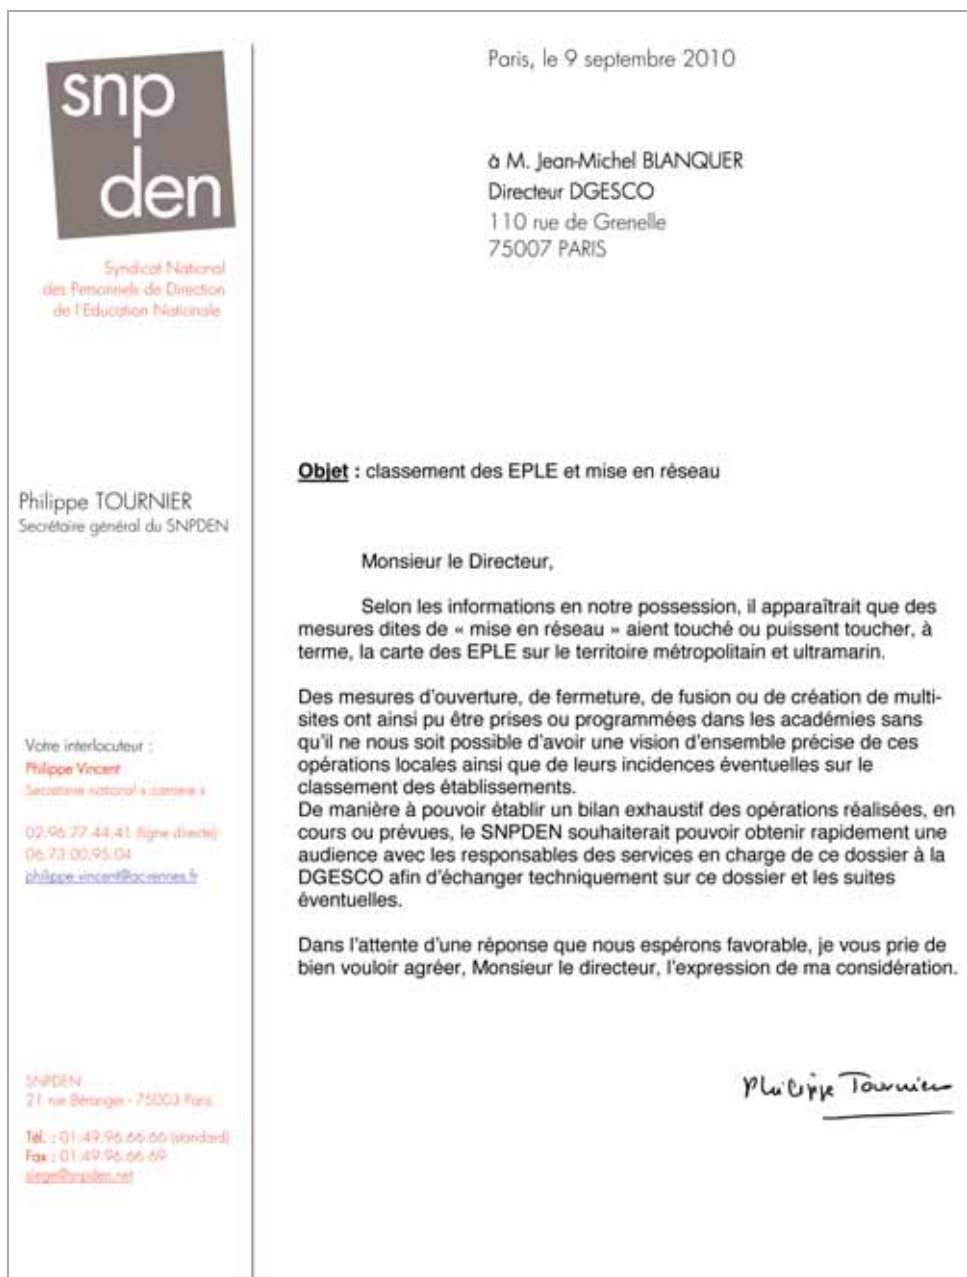 snp
den
Syndicat National
des Personnels de Direction
de l'Education Nationale
Paris, le 9 septembre 2010
à M. Jean-Michel BLANQUER
Directeur DGESCO
110 rue de Grenelle
75007 PARIS
Philippe TOURNIER
Secrétaire général du SNPDEN
Votre interlocuteur :
Philippe Vincent
Secrétaire national « carrière »
02.96.77.44.41 (ligne directe)
06.73.00.95.04
philippe.vincent@ac-rennes.fr
SNPDEN
21 rue Béranger - 75003 Paris
Tél. : 01.49.96.66.66 (standard)
Fax : 01.49.96.66.69
siege@snpden.net
Objet : classement des EPLE et mise en réseau
Monsieur le Directeur,
Selon les informations en notre possession, il apparaîtrait que des
mesures dites de « mise en réseau » aient touché ou puissent toucher, à
terme, la carte des EPLE sur le territoire métropolitain et ultramarin.
Des mesures d'ouverture, de fermeture, de fusion ou de création de multi-
sites ont ainsi pu être prises ou programmées dans les académies sans
qu'il ne nous soit possible d'avoir une vision d'ensemble précise de ces
opérations locales ainsi que de leurs incidences éventuelles sur le
classement des établissements.
De manière à pouvoir établir un bilan exhaustif des opérations réalisées, en
cours ou prévues, le SNPDEN souhaiterait pouvoir obtenir rapidement une
audience avec les responsables des services en charge de ce dossier à la
DGESCO afin d'échanger techniquement sur ce dossier et les suites
éventuelles.
Dans l'attente d'une réponse que nous espérons favorable, je vous prie de
bien vouloir agréer, Monsieur le directeur, l'expression de ma considération.
Philippe Tournier